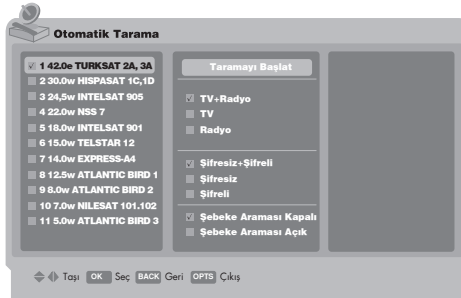 Otomatik Tarama
1 42.0e TURKSAT 2A, 3A
2 30.0w HISPASAT 1C,1D
3 24,5w INTELSAT 905
4 22.0w NSS 7
5 18.0w INTELSAT 901
6 15.0w TELSTAR 12
7 14.0w EXPRESS-A4
8 12.5w ATLANTIC BIRD 1
9 8.0w ATLANTIC BIRD 2
10 7.0w NILESAT 101.102
11 5.0w ATLANTIC BIRD 3
Taramayı Başlat
TV+Radyo
TV
Radyo
Şifresiz+Şifreli
Şifresiz
Şifreli
Şebeke Araması Kapalı
Şebeke Araması Açık
Taşı OK Seç BACK Geri OPTS Çıkış